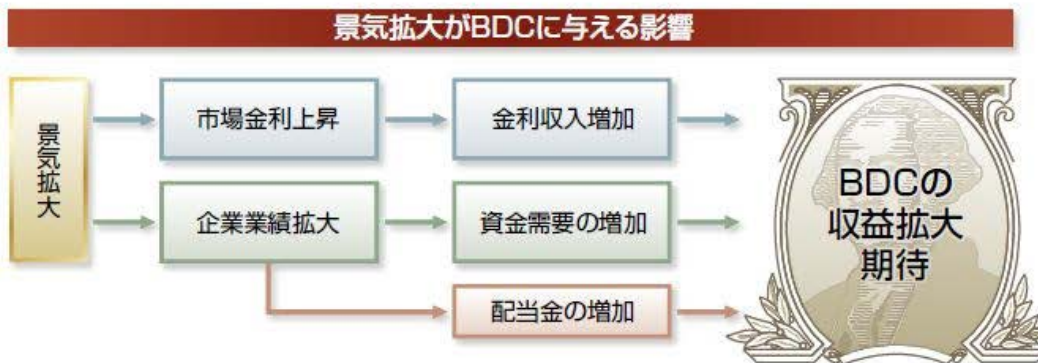 景気拡大がBDCに与える影響
景気拡大
市場金利上昇
金利収入増加
企業業績拡大
資金需要の増加
配当金の増加
BDCの
収益拡大
期待